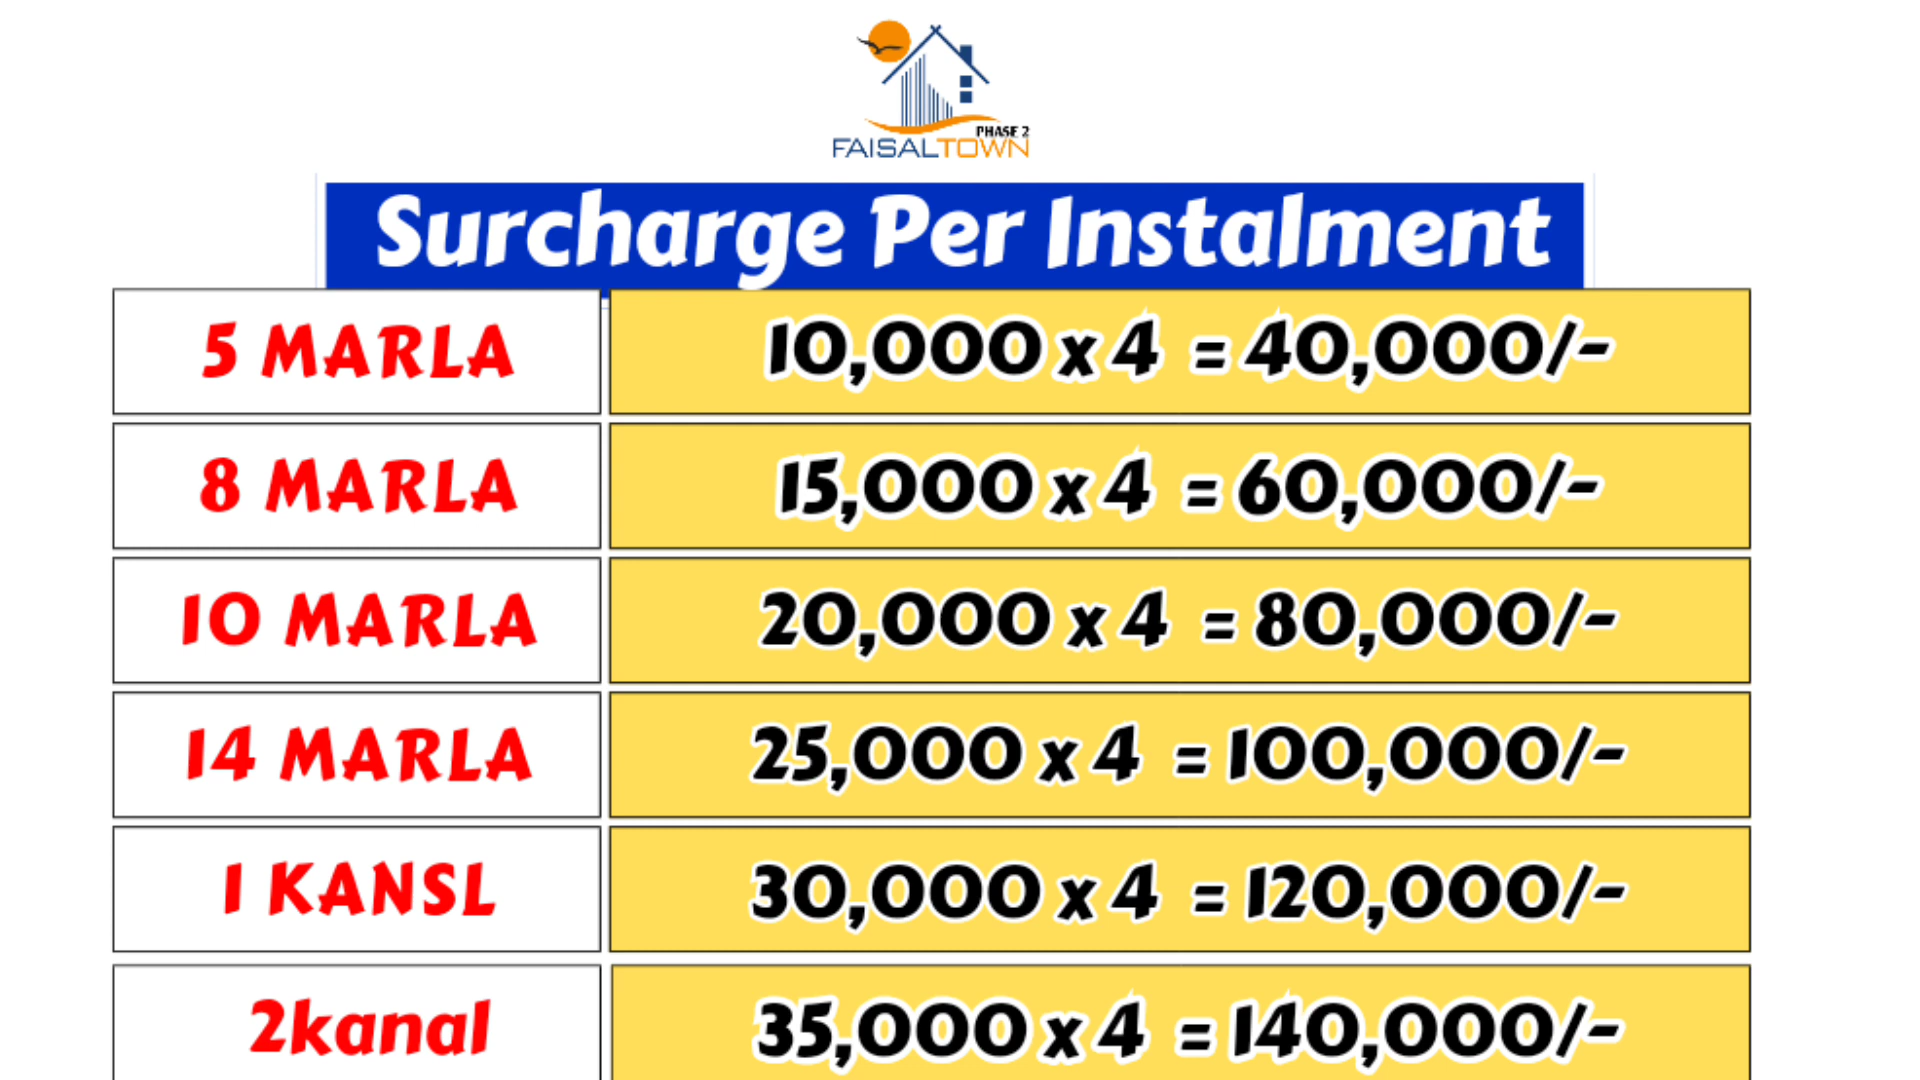 PHASE 2
FAISALTOWN
Surcharge Per Instalment
5 MARLA 10,000 x 4 = 40,000/-
8 MARLA 15,000 x 4 = 60,000/-
10 MARLA 20,000 x 4 = 80,000/-
14 MARLA 25,000 x 4 = 100,000/-
1 KANSL 30,000 x 4 = 120,000/-
2kanal 35,000 x 4 = 140,000/-